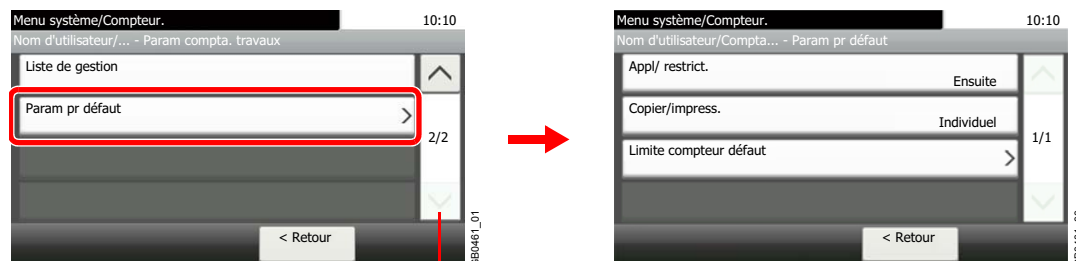 Menu système/Compteur.
10:10
Nom d'utilisateur/... - Param compta. travaux
Liste de gestion
Param pr défaut
2/2
< Retour
Menu système/Compteur.
10:10
Nom d'utilisateur/Compta... - Param pr défaut
Appl/ restrict.
Ensuite
Copier/impress.
Individuel
1/1
Limite compteur défaut
< Retour